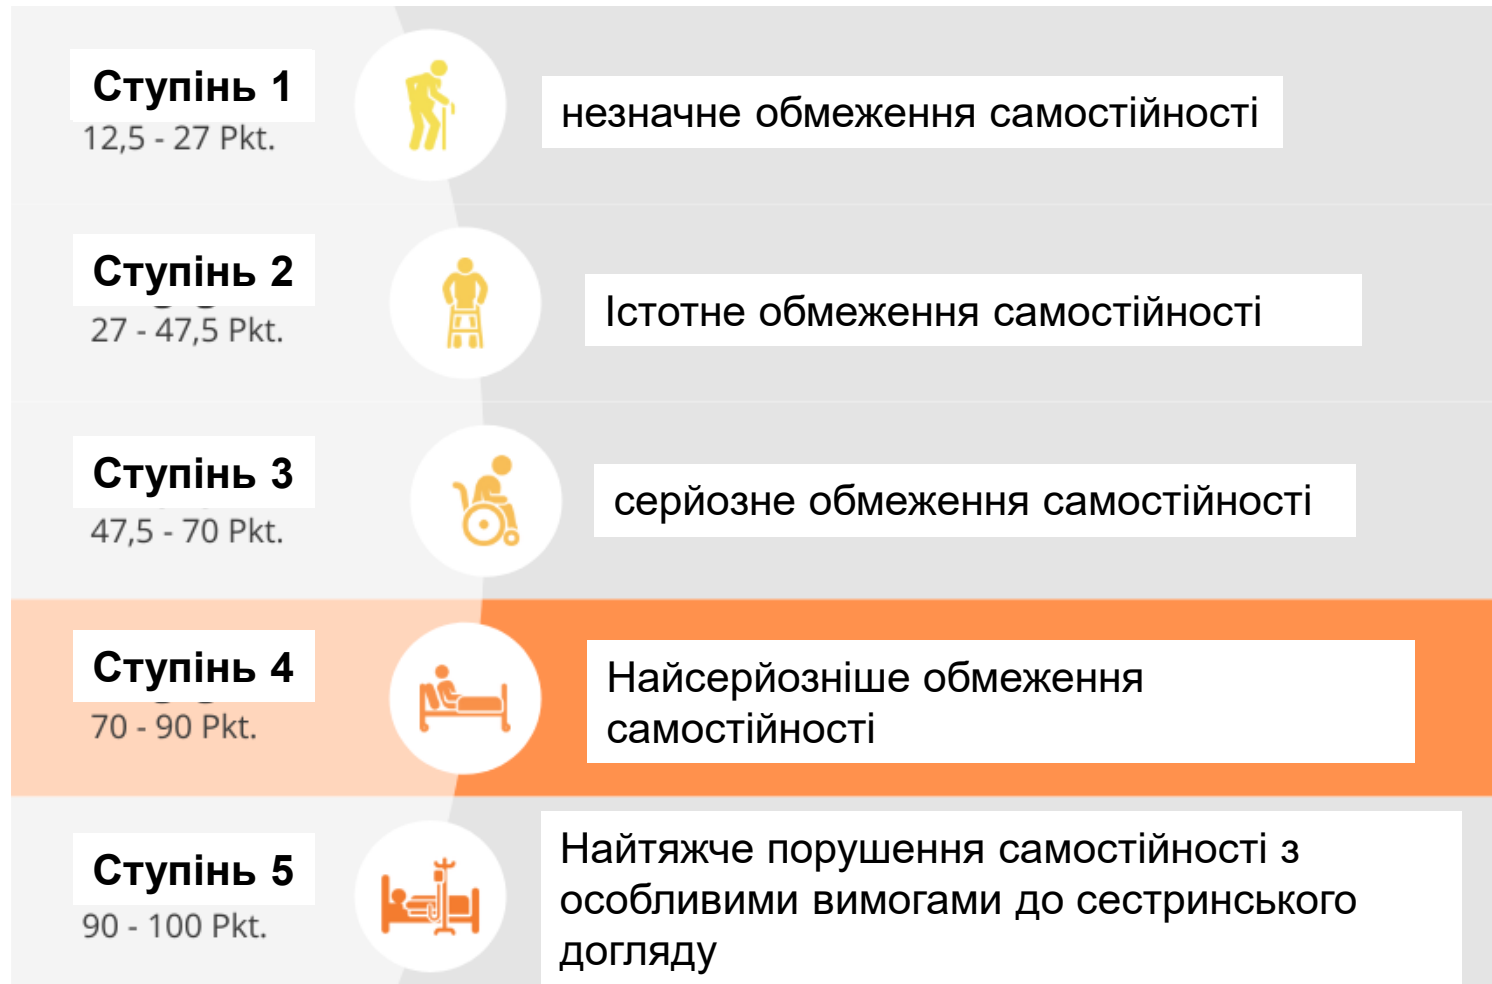 Ступінь 1
12,5 - 27 Pkt.
незначне обмеження самостійності
Ступінь 2
27 - 47,5 Pkt.
Істотне обмеження самостійності
Ступінь 3
47,5 - 70 Pkt.
серйозне обмеження самостійності
Ступінь 4
70 - 90 Pkt.
Найсерйозніше обмеження
самостійності
Ступінь 5
90 - 100 Pkt.
Найтяжче порушення самостійності з
особливими вимогами до сестринського
догляду